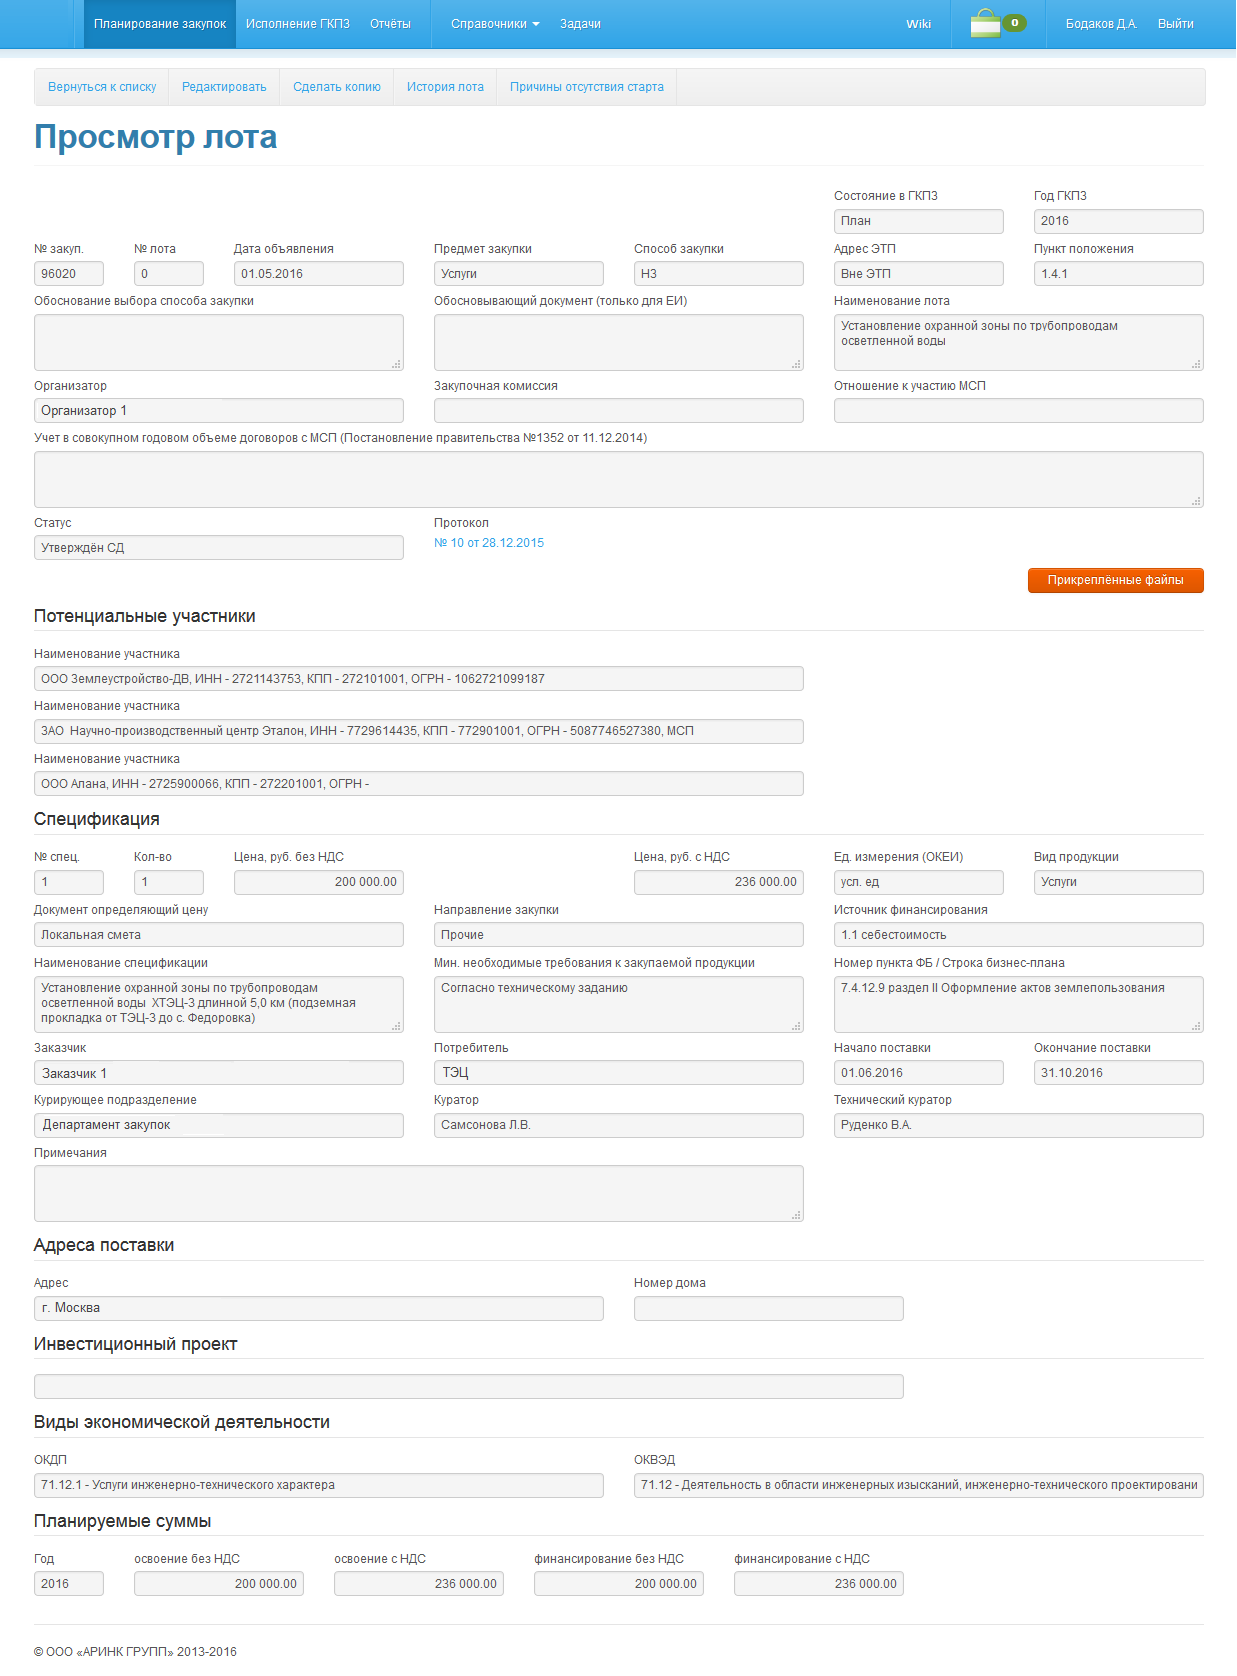 Планирование закупок Исполнение ГКПЗ Отчёты Справочники Задачи Wiki 0 Бодаков Д.А. Выйти
Вернуться к списку Редактировать Сделать копию История лота Причины отсутствия старта
Просмотр лота
Состояние в ГКПЗ Год ГКПЗ
План 2016
№ закуп. № лота Дата объявления Предмет закупки Способ закупки Адрес ЭТП Пункт положения
96020 0 01.05.2016 Услуги НЗ Вне ЭТП 1.4.1
Обоснование выбора способа закупки Обосновывающий документ (только для ЕИ) Наименование лота
Установление охранной зоны по трубопроводам
осветленной воды
Организатор Закупочная комиссия Отношение к участию МСП
Организатор 1
Учет в совокупном годовом объеме договоров с МСП (Постановление правительства №1352 от 11.12.2014)
Статус Протокол
Утверждён СД № 10 от 28.12.2015
Прикреплённые файлы
Потенциальные участники
Наименование участника
ООО Землеустройство-ДВ, ИНН - 2721143753, КПП - 272101001, ОГРН - 1062721099187
Наименование участника
ЗАО  Научно-производственный центр Эталон, ИНН - 7729614435, КПП - 772901001, ОГРН - 5087746527380, МСП
Наименование участника
ООО Алана, ИНН - 2725900066, КПП - 272201001, ОГРН -
Спецификация
№ спец. Кол-во Цена, руб. без НДС Цена, руб. с НДС Ед. измерения (ОКЕИ) Вид продукции
1 1 200 000.00 236 000.00 усл. ед Услуги
Документ определяющий цену Направление закупки Источник финансирования
Локальная смета Прочие 1.1 себестоимость
Наименование спецификации Мин. необходимые требования к закупаемой продукции Номер пункта ФБ / Строка бизнес-плана
Установление охранной зоны по трубопроводам Согласно техническому заданию 7.4.12.9 раздел II Оформление актов землепользования
осветленной воды  ХТЭЦ-3 длинной 5,0 км (подземная
прокладка от ТЭЦ-3 до с. Федоровка)
Заказчик Потребитель Начало поставки Окончание поставки
Заказчик 1 ТЭЦ 01.06.2016 31.10.2016
Курирующее подразделение Куратор Технический куратор
Департамент закупок Самсонова Л.В. Руденко В.А.
Примечания
Адреса поставки
Адрес Номер дома
г. Москва
Инвестиционный проект
Виды экономической деятельности
ОКДП ОКВЭД
71.12.1 - Услуги инженерно-технического характера 71.12 - Деятельность в области инженерных изысканий, инженерно-технического проектировани
Планируемые суммы
Год освоение без НДС освоение с НДС финансирование без НДС финансирование с НДС
2016 200 000.00 236 000.00 200 000.00 236 000.00
© ООО «АРИНК ГРУПП» 2013-2016